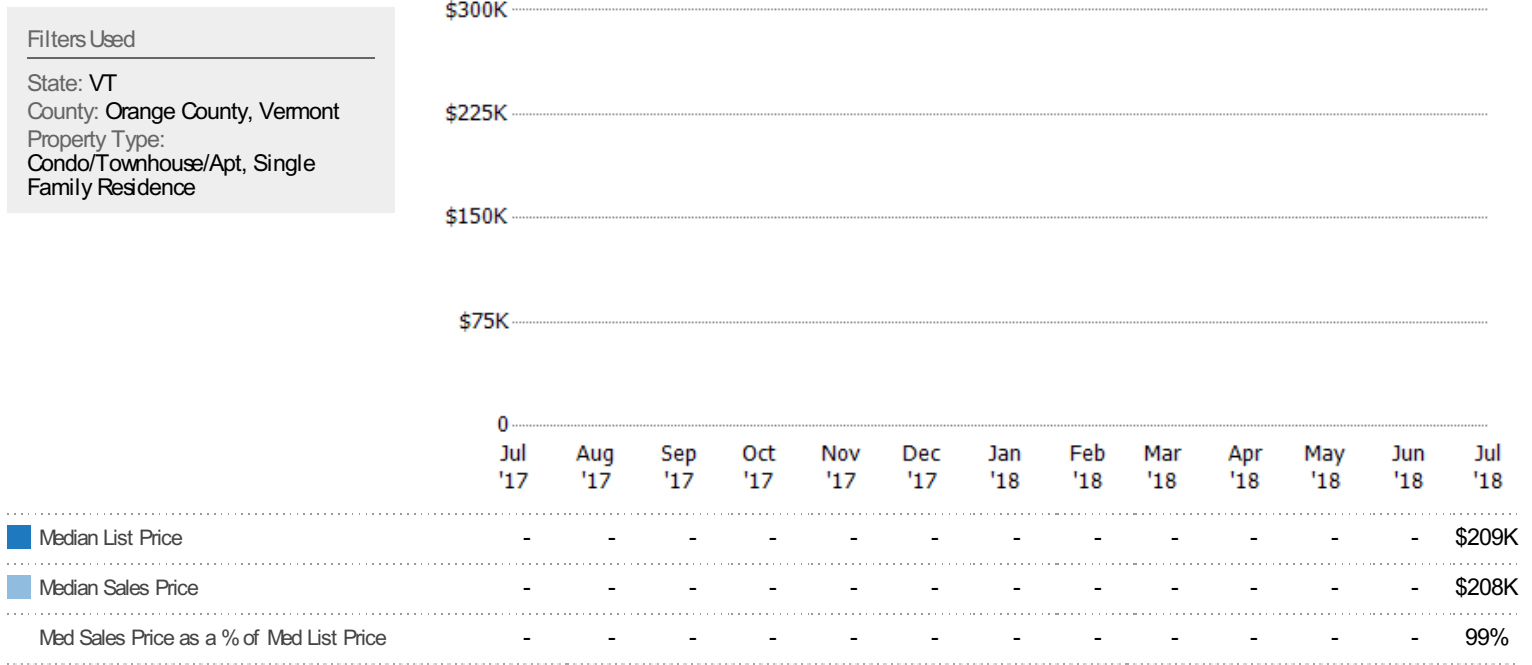 Filters Used
State: VT
County: Orange County, Vermont
Property Type:
Condo/Townhouse/Apt, Single
Family Residence
$300K
$225K
$150K
$75K
0
Jul Aug Sep Oct Nov Dec Jan Feb Mar Apr May Jun Jul
'17 '17 '17 '17 '17 '17 '18 '18 '18 '18 '18 '18 '18
Median List Price - - - - - - - - - - - - $209K
Median Sales Price - - - - - - - - - - - - $208K
Med Sales Price as a % of Med List Price - - - - - - - - - - - - 99%